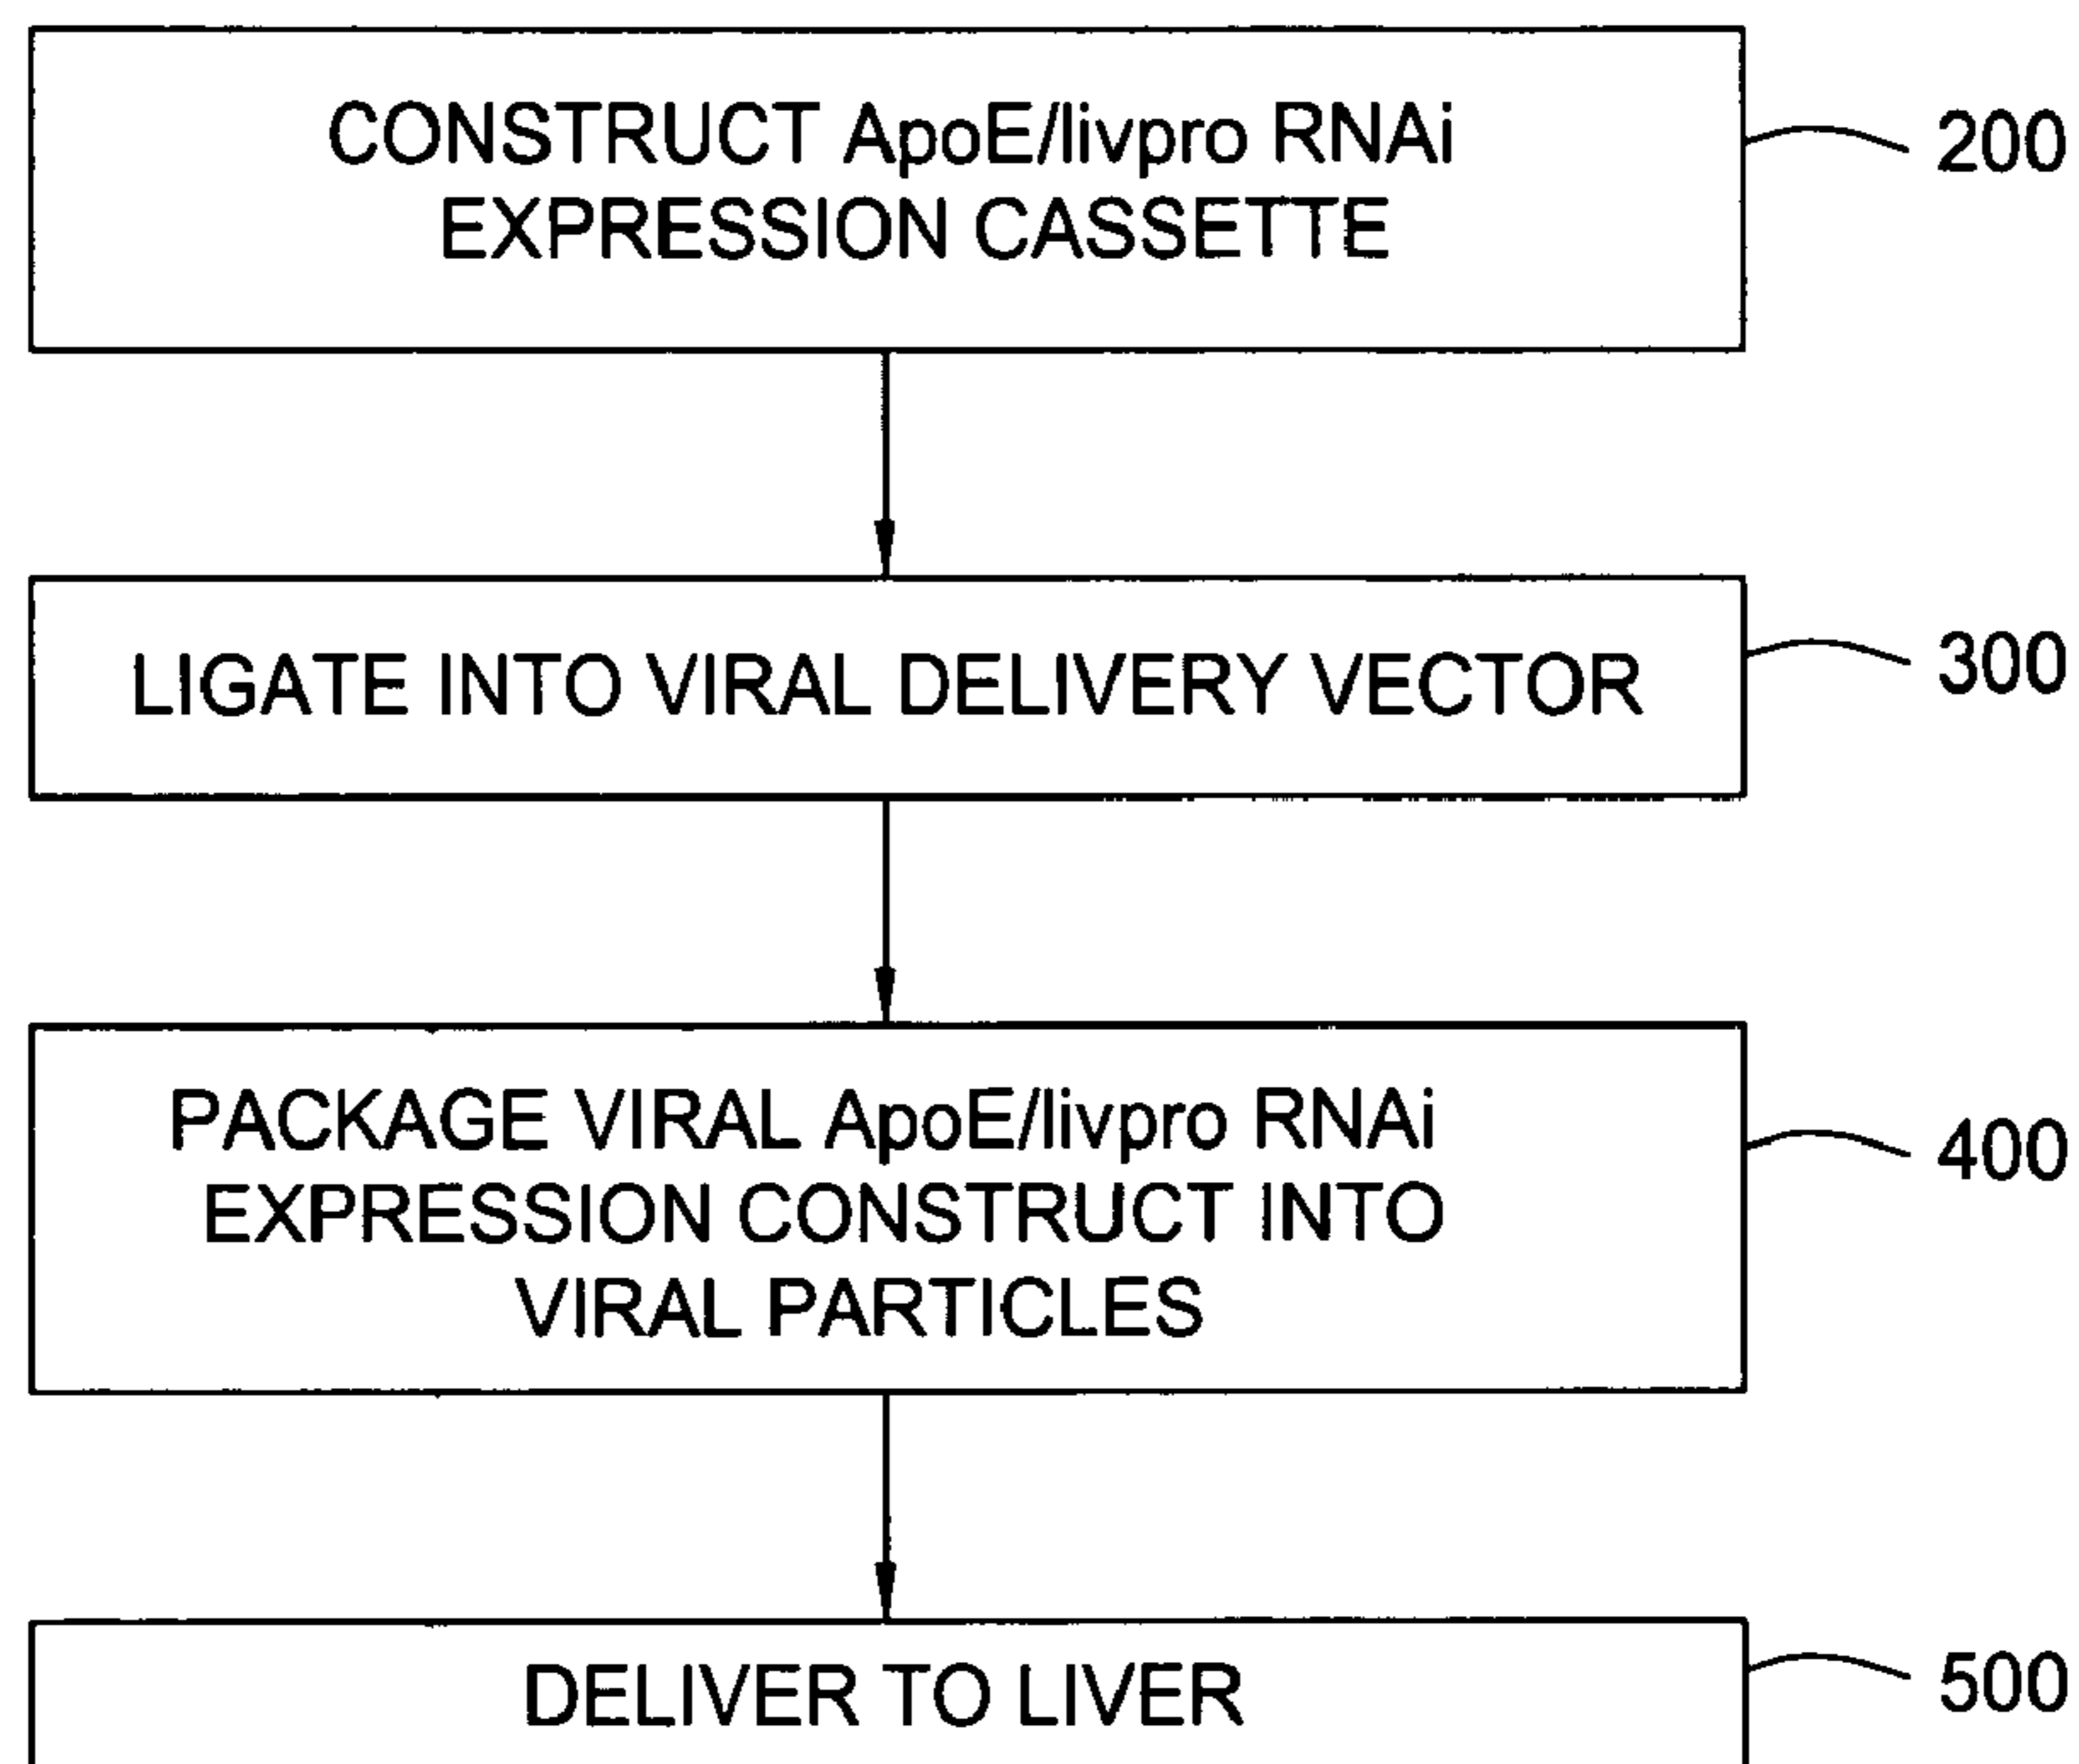 CONSTRUCT ApoE/livpro RNAi
EXPRESSION CASSETTE
200
LIGATE INTO VIRAL DELIVERY VECTOR
300
PACKAGE VIRAL ApoE/livpro RNAi
EXPRESSION CONSTRUCT INTO
VIRAL PARTICLES
400
DELIVER TO LIVER
500